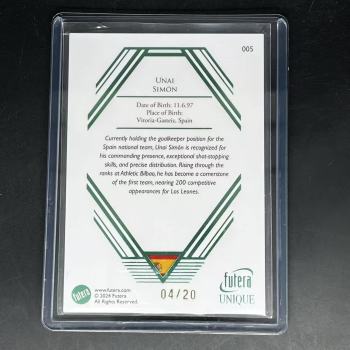 005
UNAI
SIMÓN
Date of Birth: 11.6.97
Place of Birth:
Vitoria-Gasteiz, Spain
Currently holding the goalkeeper position for the
Spain national team, Unai Simón is recognized for
his commanding presence, exceptional shot-stopping
skills, and precise distribution. Rising through the
ranks at Athletic Bilbao, he has become a cornerstone
of the first team, nearing 200 competitive
appearances for Los Leones.
futera
www.futera.com
© 2024 Futera
All Rights Reserved.
04/20
futera
UNIQUE